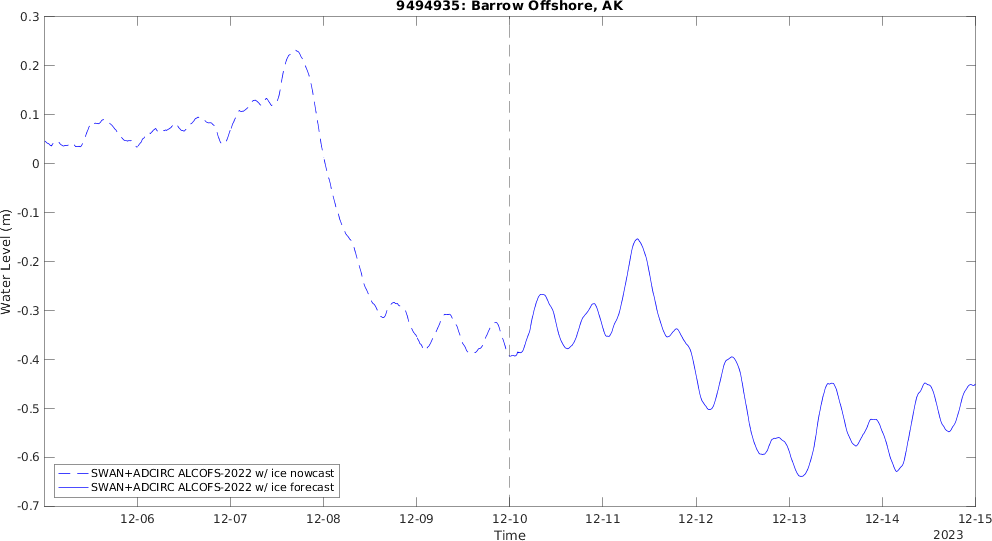 9494935: Barrow Offshore, AK
Water Level (m)
0.3
0.2
0.1
0
-0.1
-0.2
-0.3
-0.4
-0.5
-0.6
-0.7
SWAN+ADCIRC ALCOFS-2022 w/ ice nowcast
SWAN+ADCIRC ALCOFS-2022 w/ ice forecast
12-06 12-07 12-08 12-09 12-10 12-11 12-12 12-13 12-14 12-15
Time
2023